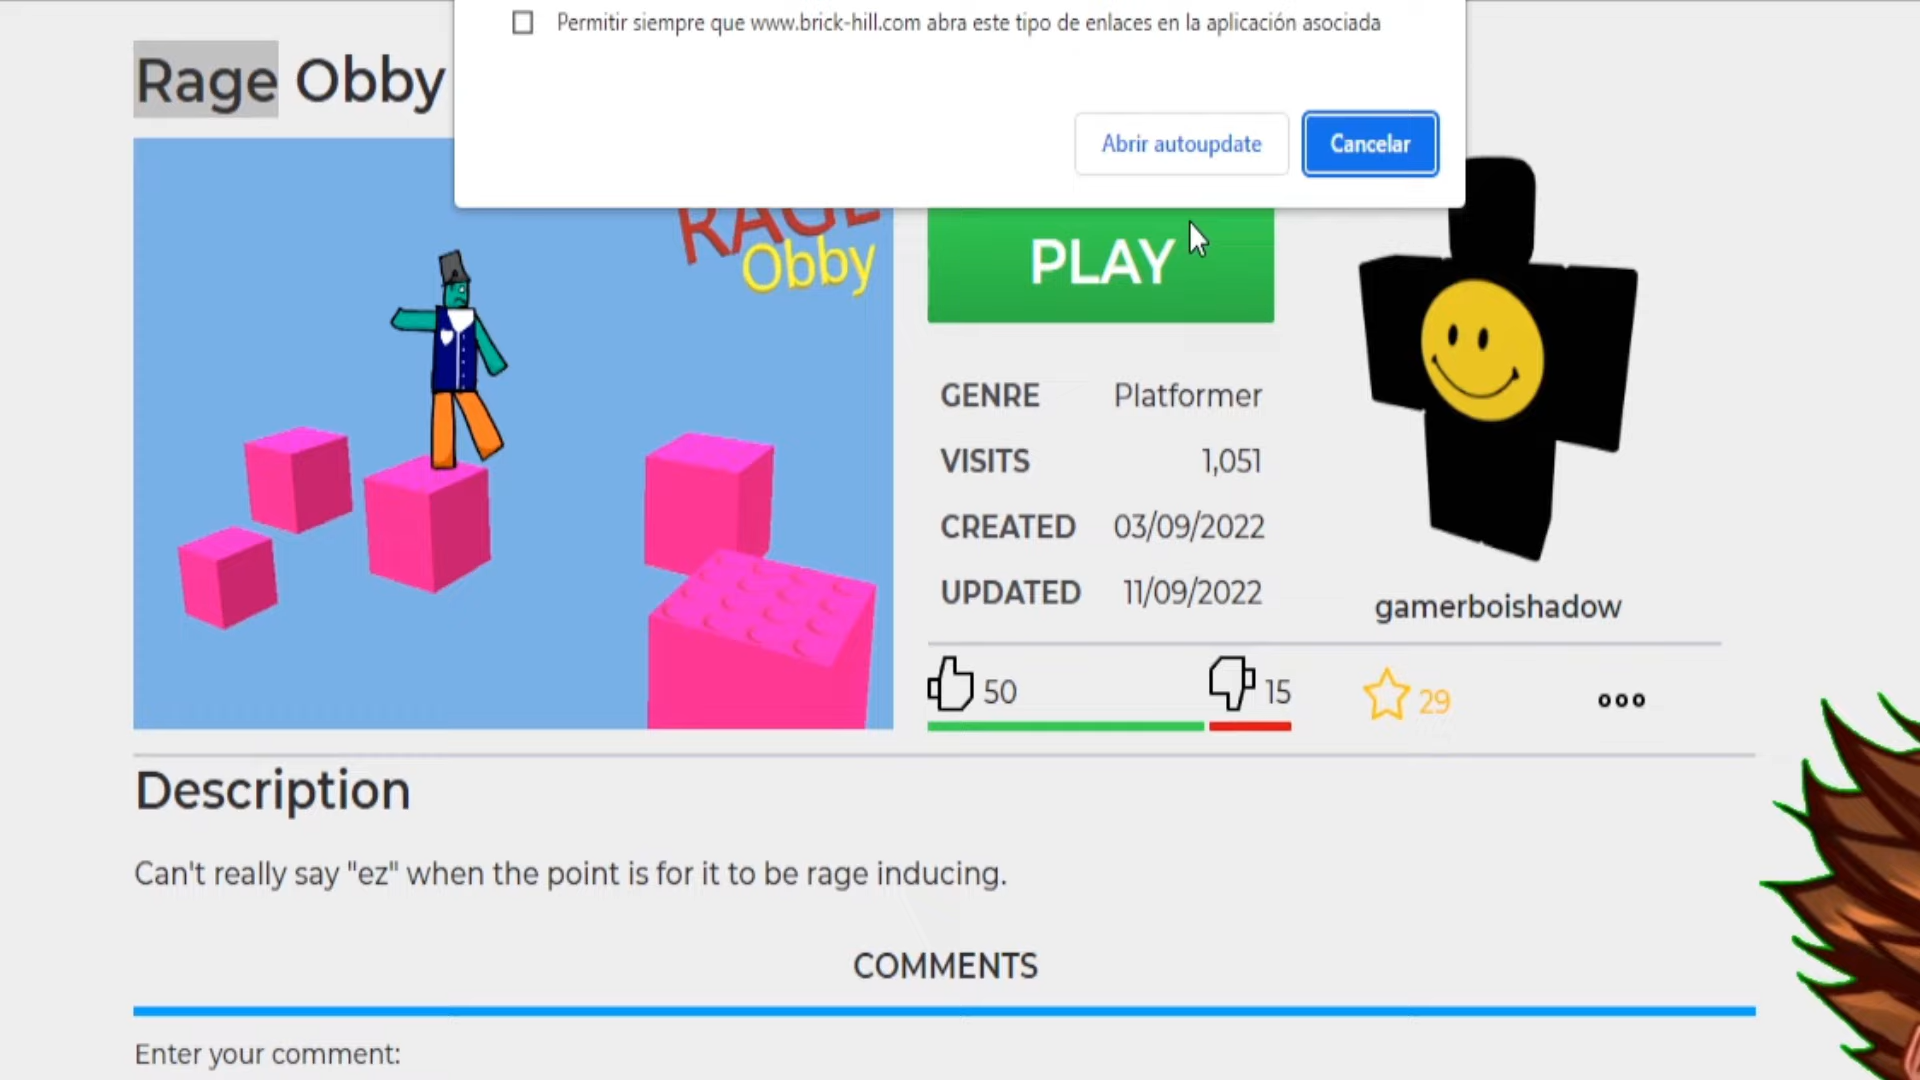 Permitir siempre que www.brick-hill.com abra este tipo de enlaces en la aplicación asociada
Rage Obby
Abrir autoupdate
Cancelar
RAGE
Obby
PLAY
GENRE Platformer
VISITS 1,051
CREATED 03/09/2022
UPDATED 11/09/2022
gamerboishadow
50
15
29
Description
Can't really say "ez" when the point is for it to be rage inducing.
COMMENTS
Enter your comment: